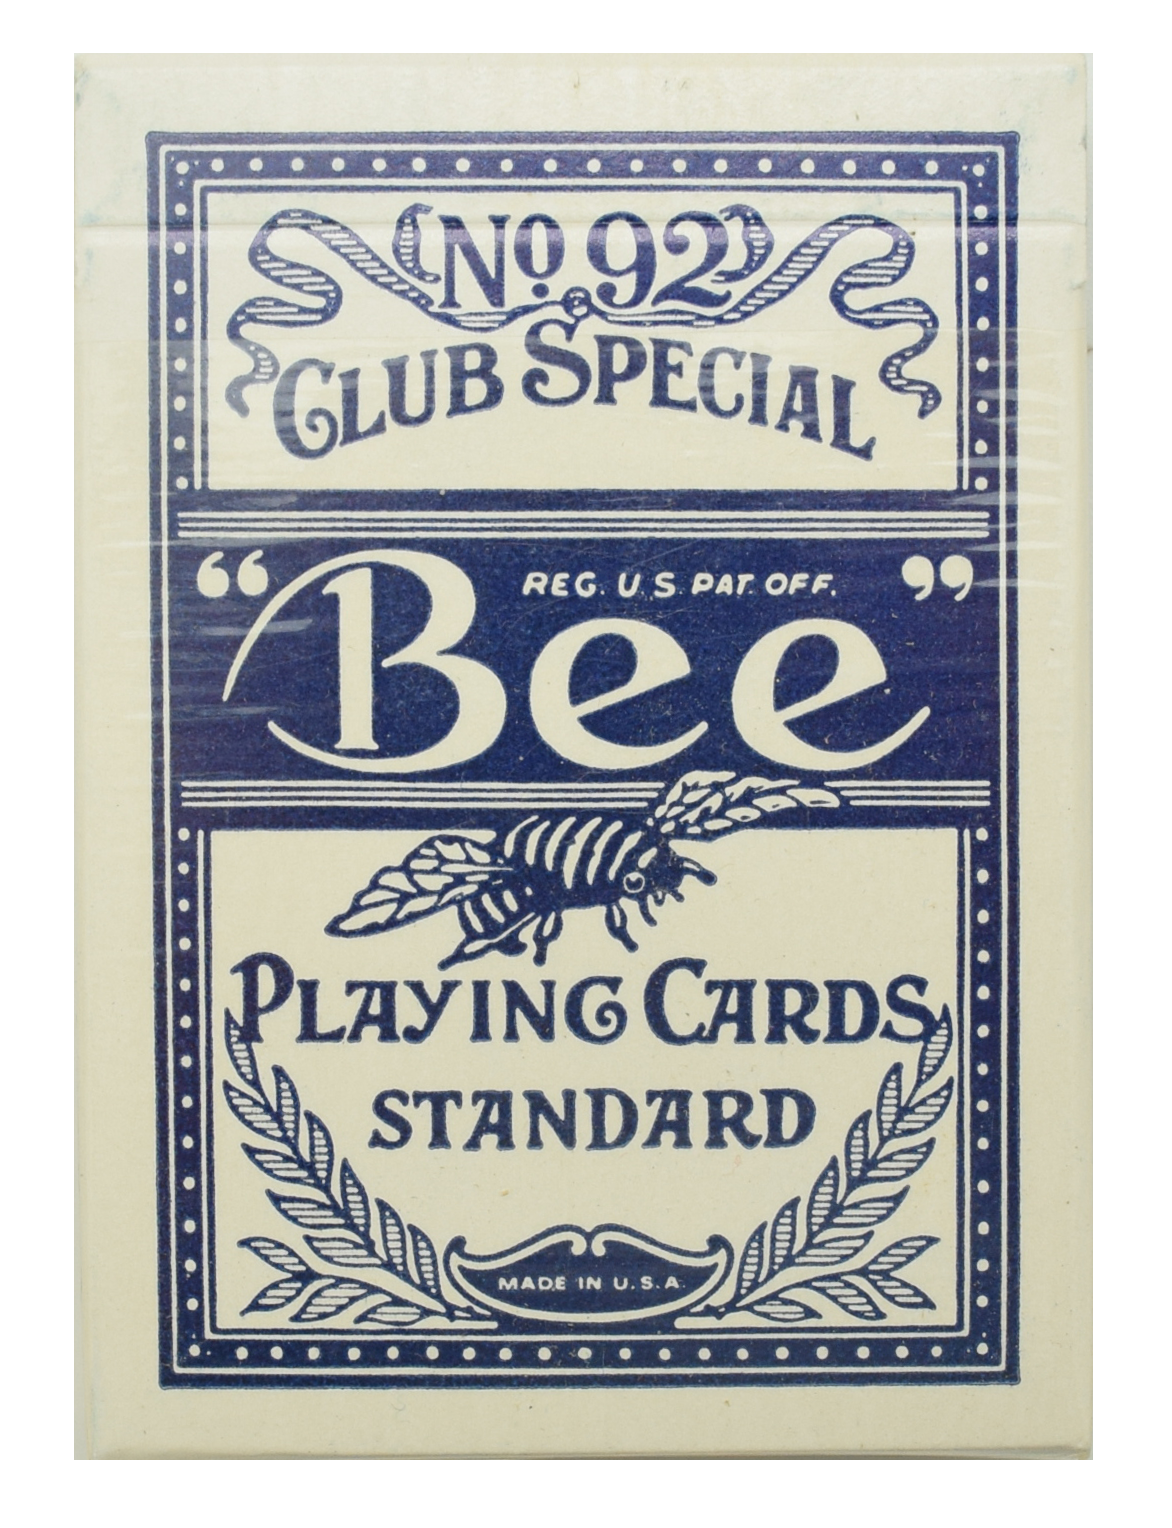 No. 92
CLUB SPECIAL
“Bee”
REG. U.S. PAT. OFF.
PLAYING CARDS
STANDARD
MADE IN U.S.A.